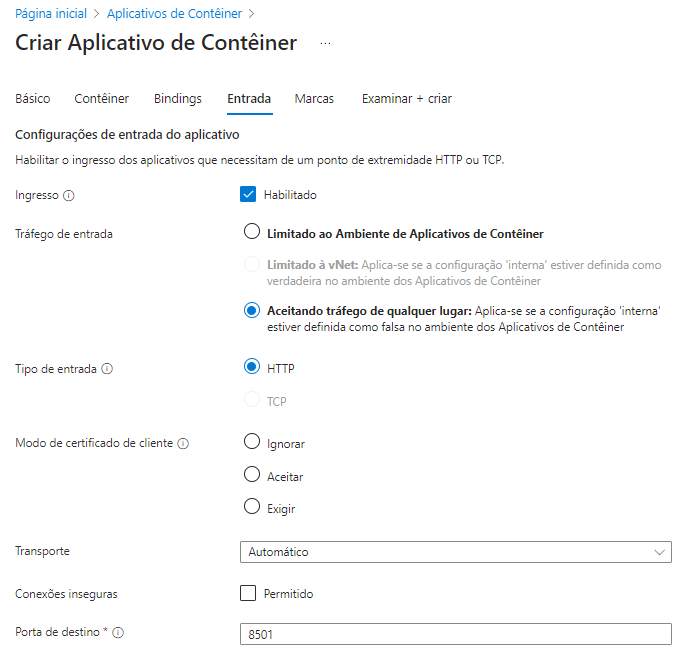 Página inicial > Aplicativos de Contêiner >
Criar Aplicativo de Contêiner ...
Básico Contêiner Bindings Entrada Marcas Examinar + criar
Configurações de entrada do aplicativo
Habilitar o ingresso dos aplicativos que necessitam de um ponto de extremidade HTTP ou TCP.
Ingresso Habilitado
Tráfego de entrada Limitado ao Ambiente de Aplicativos de Contêiner
Limitado à vNet: Aplica-se se a configuração 'interna' estiver definida como
verdadeira no ambiente dos Aplicativos de Contêiner
Aceitando tráfego de qualquer lugar: Aplica-se se a configuração 'interna'
estiver definida como falsa no ambiente dos Aplicativos de Contêiner
Tipo de entrada HTTP
TCP
Modo de certificado de cliente Ignorar
Aceitar
Exigir
Transporte Automático
Conexões inseguras Permitido
Porta de destino * 8501